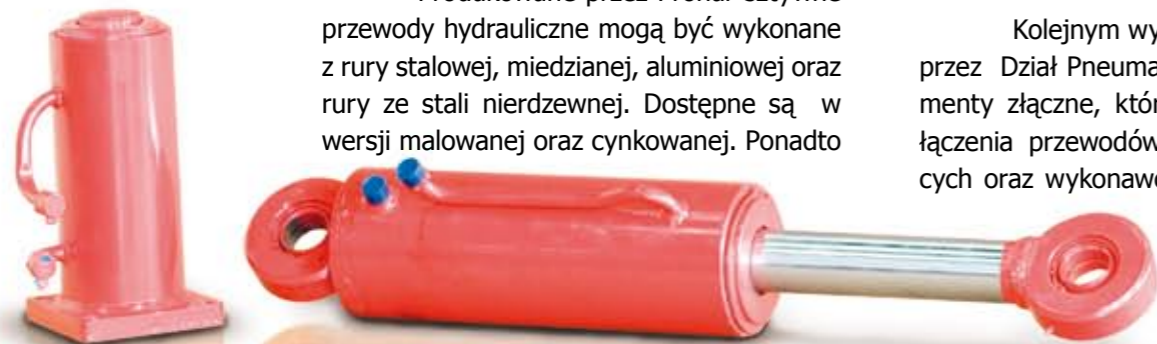 przewody hydrauliczne mogą być wykonane
z rury stalowej, miedzianej, aluminiowej oraz
rury ze stali nierdzewnej. Dostępne są w
wersji malowanej oraz cynkowanej. Ponadto
Kolejnym wy
przez Dział Pneuma
menty złączne, któr
łączenia przewodów
cych oraz wykonawc